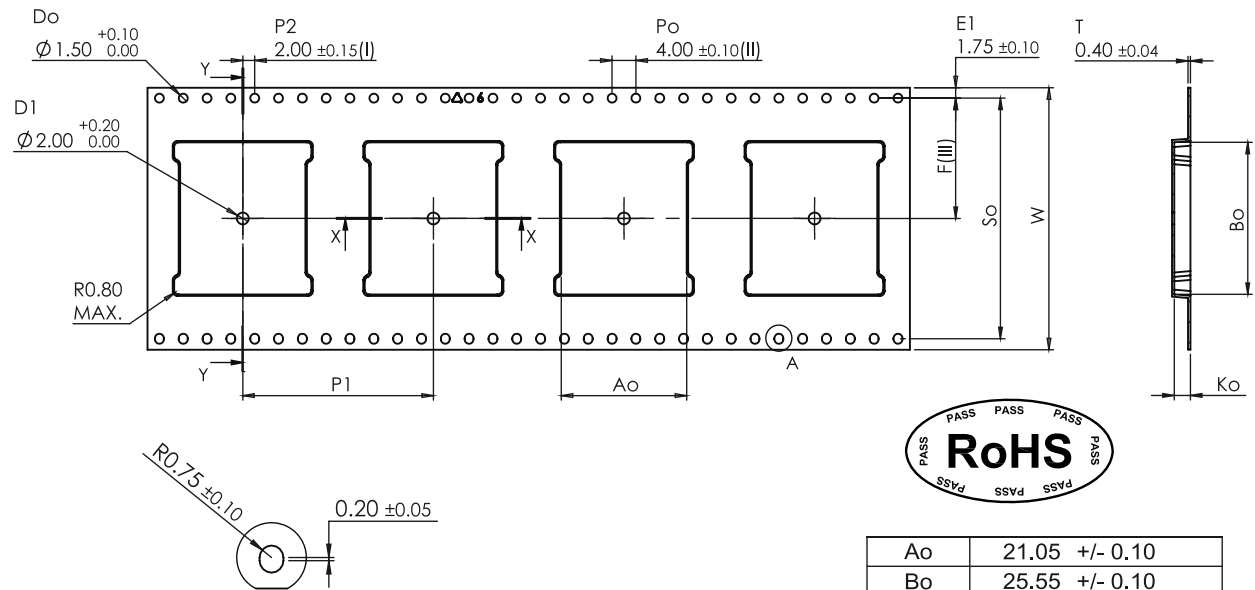 Do
Ø1.50 +0.10 0.00
P2
2.00 ±0.15(I)
Po
4.00 ±0.10(II)
E1
1.75 ±0.10
T
0.40 ±0.04
Y
D1
Ø2.00 +0.20 0.00
6
F(III)
So
W
Bo
X
X
R0.80
MAX.
Y
P1
Ao
A
Ko
PASS PASS PASS
PASS RoHS PASS
PASS PASS PASS
R0.75 ±0.10
0.20 ±0.05
Ao 21.05 +/- 0.10
Bo 25.55 +/- 0.10